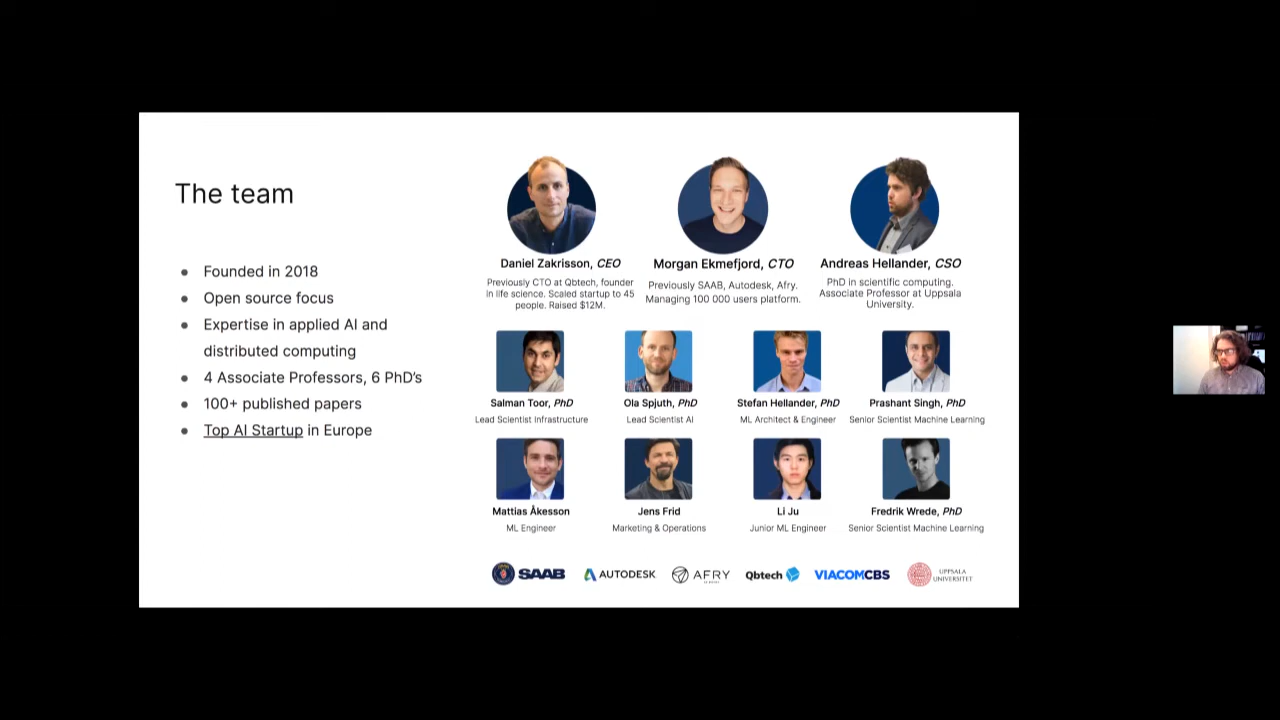 The team
● Founded in 2018
● Open source focus
● Expertise in applied AI and
distributed computing
● 4 Associate Professors, 6 PhD's
● 100+ published papers
● Top AI Startup in Europe
Daniel Zakrisson, CEO
Previously CTO at Qbtech, founder
in life science. Scaled startup to 45
people. Raised $12M.
Morgan Ekmefjord, CTO
Previously SAAB, Autodesk, Afry.
Managing 100 000 users platform.
Andreas Hellander, CSO
PhD in scientific computing.
Associate Professor at Uppsala
University.
Salman Toor, PhD
Lead Scientist Infrastructure
Ola Spjuth, PhD
Lead Scientist AI
Stefan Hellander, PhD
ML Architect & Engineer
Prashant Singh, PhD
Senior Scientist Machine Learning
Mattias Åkesson
ML Engineer
Jens Frid
Marketing & Operations
Li Ju
Junior ML Engineer
Fredrik Wrede, PhD
Senior Scientist Machine Learning
SAAB
AUTODESK
AFRY
Qbtech
VIACOMCBS
UPPSALA
UNIVERSITET